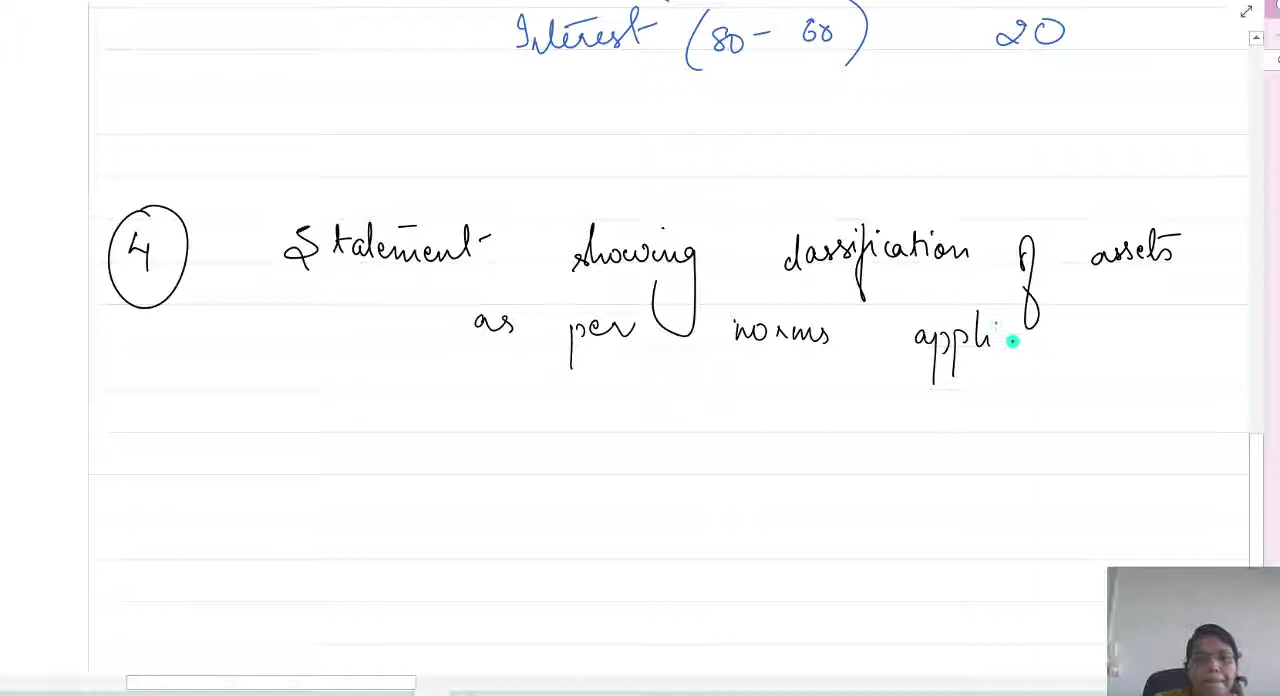 Interest (80 - 60) 20
4 Statement showing classification of assets
as per norms appli